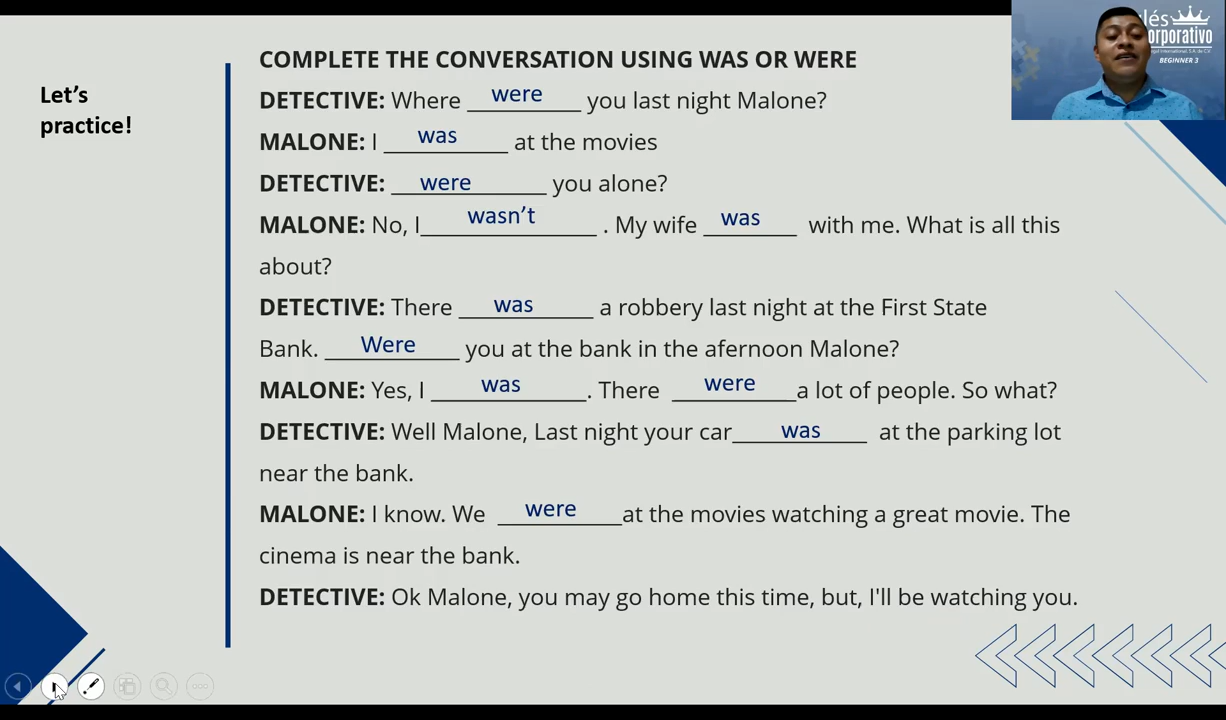 Let's
practice!
COMPLETE THE CONVERSATION USING WAS OR WERE
DETECTIVE: Where were you last night Malone?
MALONE: I was at the movies
DETECTIVE: were you alone?
MALONE: No, I wasn't . My wife was with me. What is all this
about?
DETECTIVE: There was a robbery last night at the First State
Bank. Were you at the bank in the afernoon Malone?
MALONE: Yes, I was. There were a lot of people. So what?
DETECTIVE: Well Malone, Last night your car was at the parking lot
near the bank.
MALONE: I know. We were at the movies watching a great movie. The
cinema is near the bank.
DETECTIVE: Ok Malone, you may go home this time, but, I'll be watching you.
BEGINNER 3